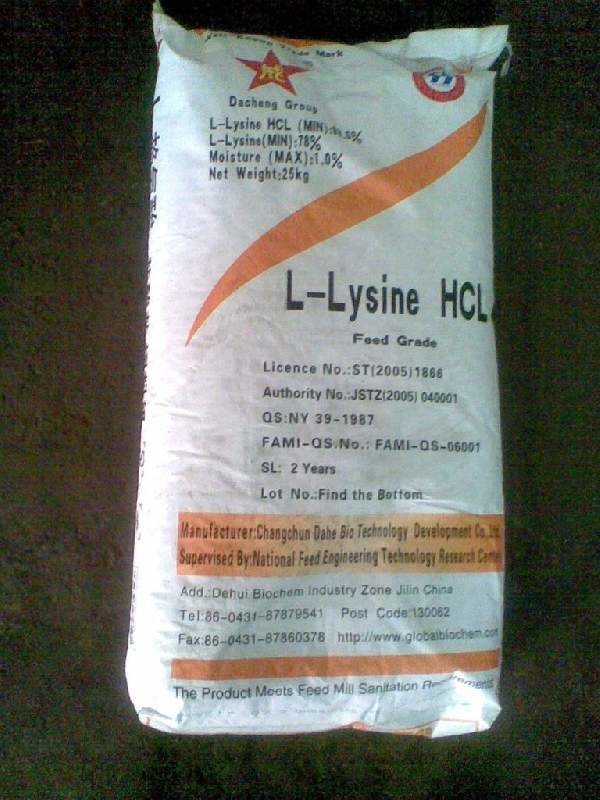 Trade Mark
Dacheng Group
L-Lysine HCL (MIN):98.5%
L-Lysine(MIN):78%
Moisture (MAX):1.0%
Net Weight:25kg
L-Lysine HCL
Feed Grade
Licence No.:ST(2005)1866
Authority No.:JSTZ(2005) 040001
QS:NY 39-1987
FAMI-QS.No.: FAMI-QS-06001
SL: 2 Years
Lot No.:Find the Bottom
Manufacturer:Changchun Dahe Bio Technology Development Co.,Ltd.
Supervised By:National Feed Engineering Technology Research Center
Add.:Dehui Biochem Industry Zone Jilin China
Tel:86-0431-87879541 Post Code:130062
Fax:86-0431-87860378 http://www.globalbiochem.com
The Product Meets Feed Mill Sanitation Requirements